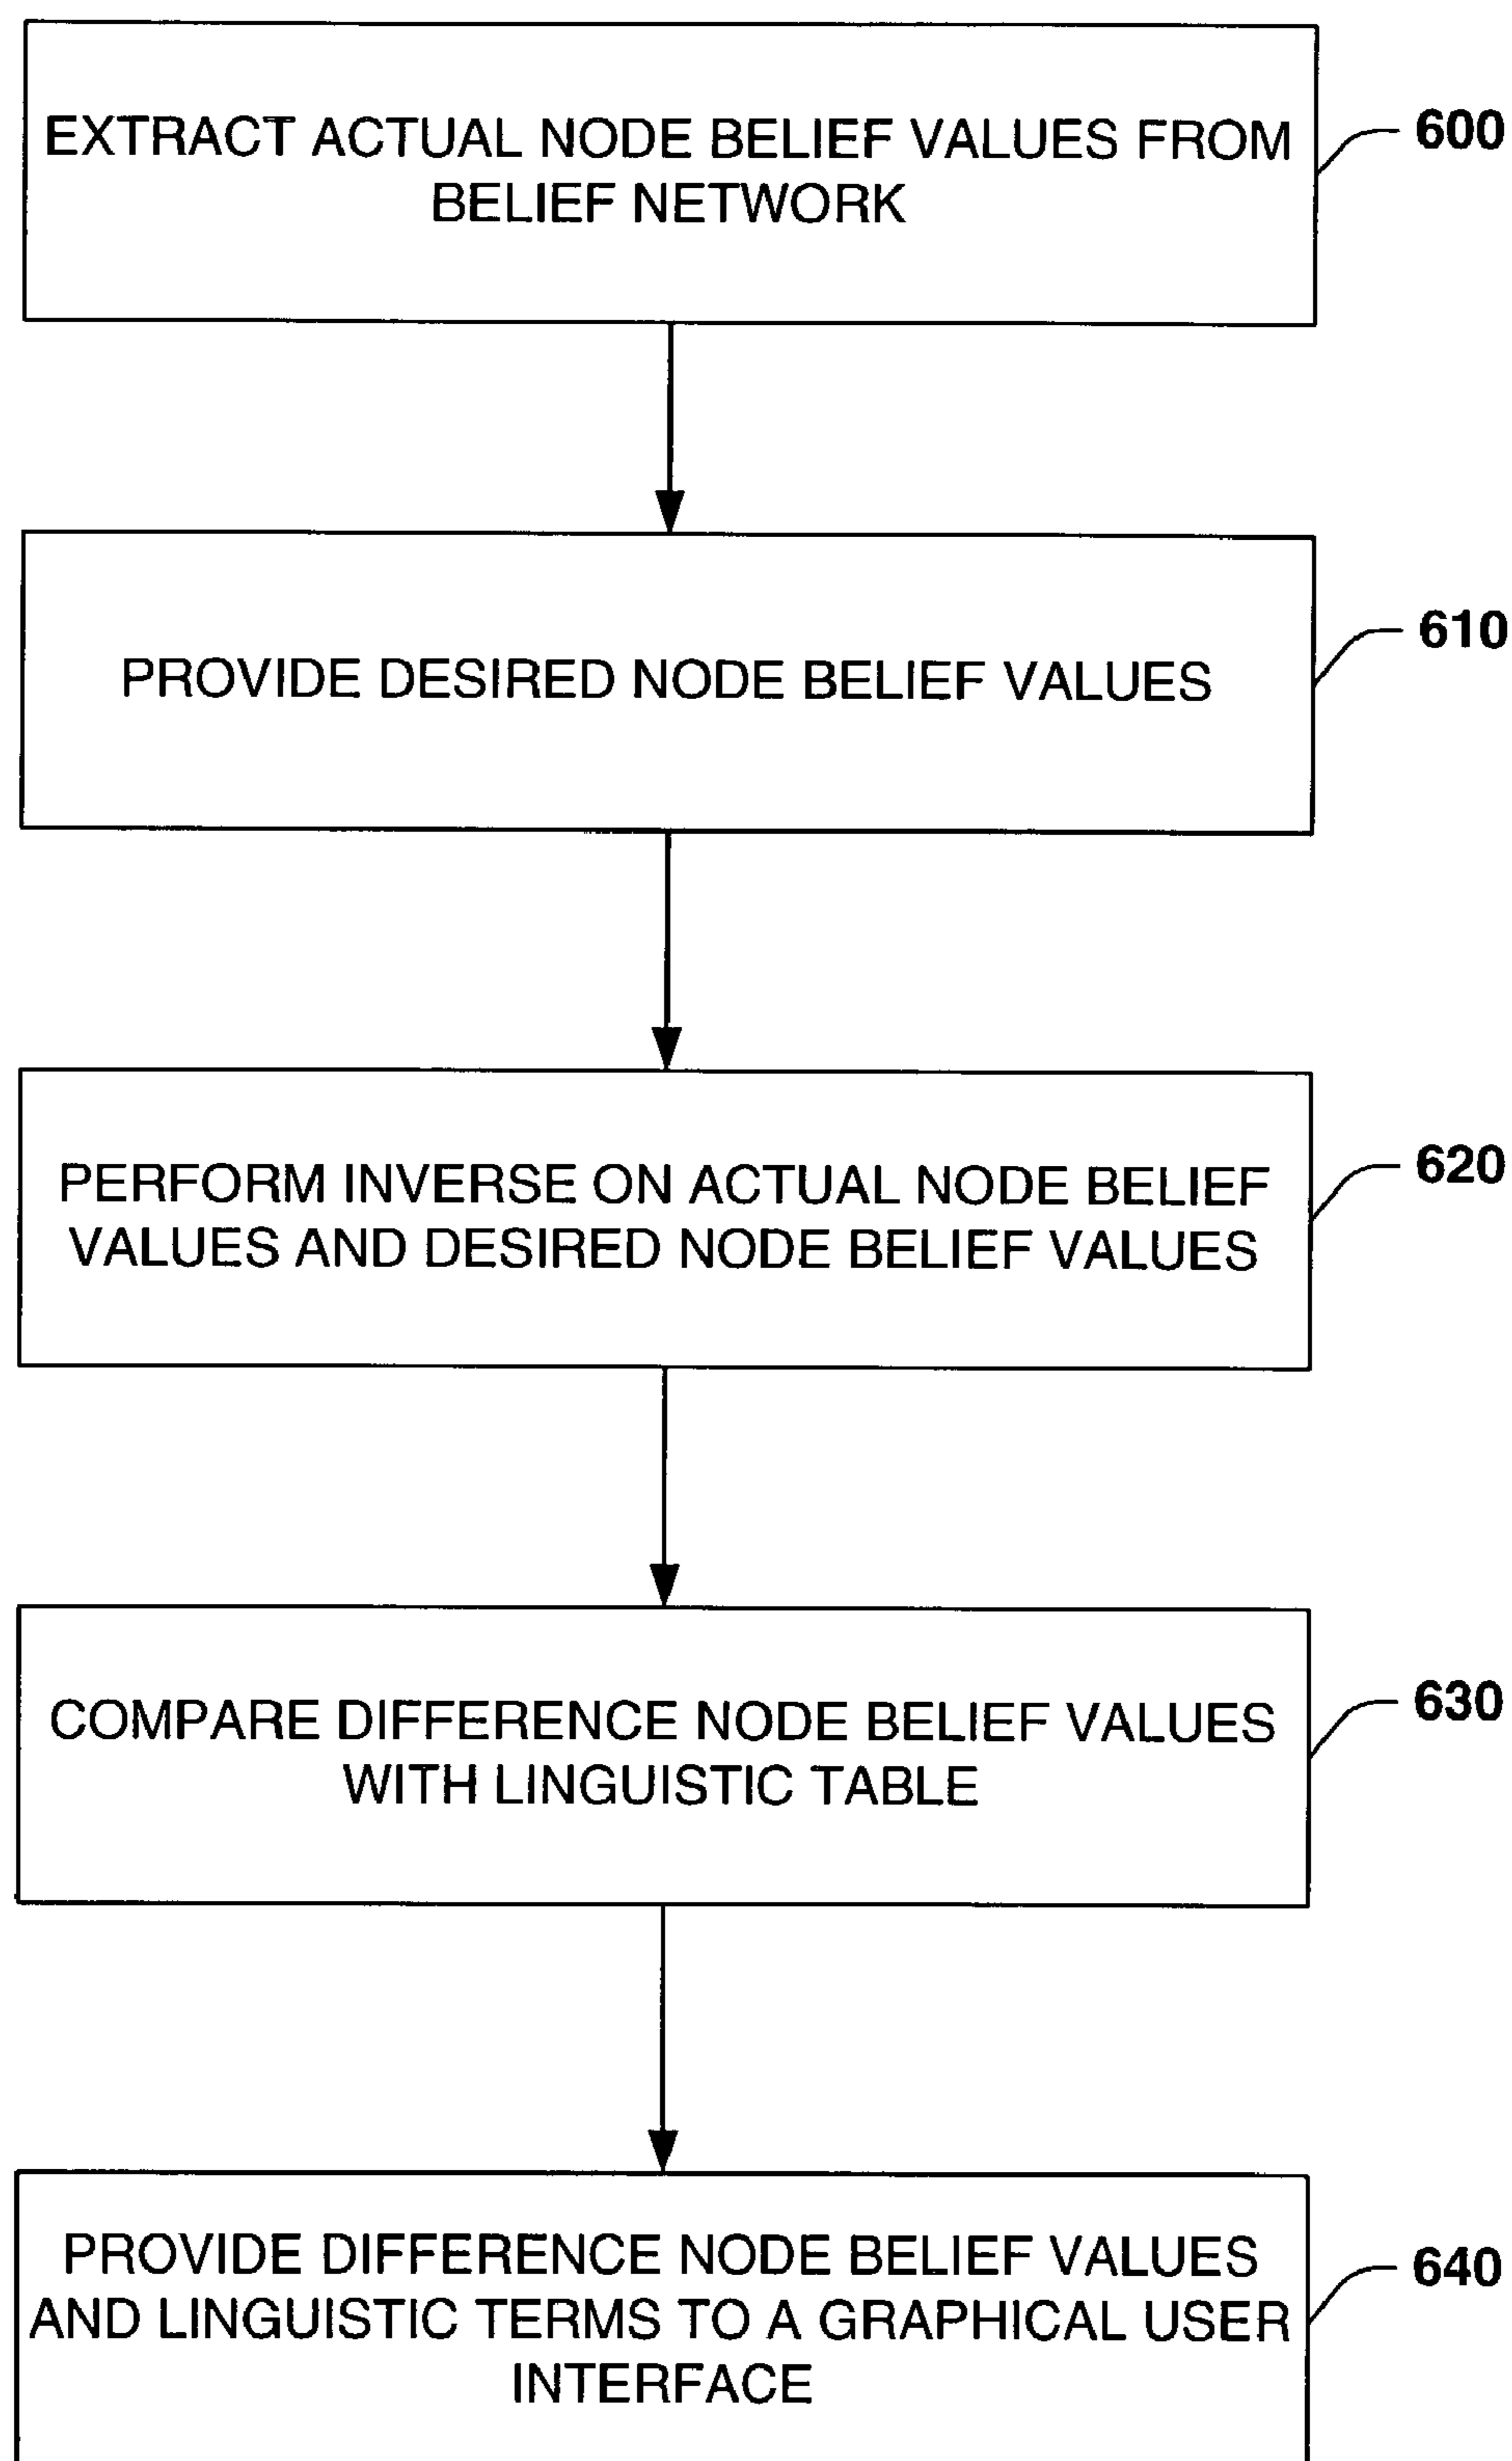 EXTRACT ACTUAL NODE BELIEF VALUES FROM
BELIEF NETWORK
600
PROVIDE DESIRED NODE BELIEF VALUES
610
PERFORM INVERSE ON ACTUAL NODE BELIEF
VALUES AND DESIRED NODE BELIEF VALUES
620
COMPARE DIFFERENCE NODE BELIEF VALUES
WITH LINGUISTIC TABLE
630
PROVIDE DIFFERENCE NODE BELIEF VALUES
AND LINGUISTIC TERMS TO A GRAPHICAL USER
INTERFACE
640